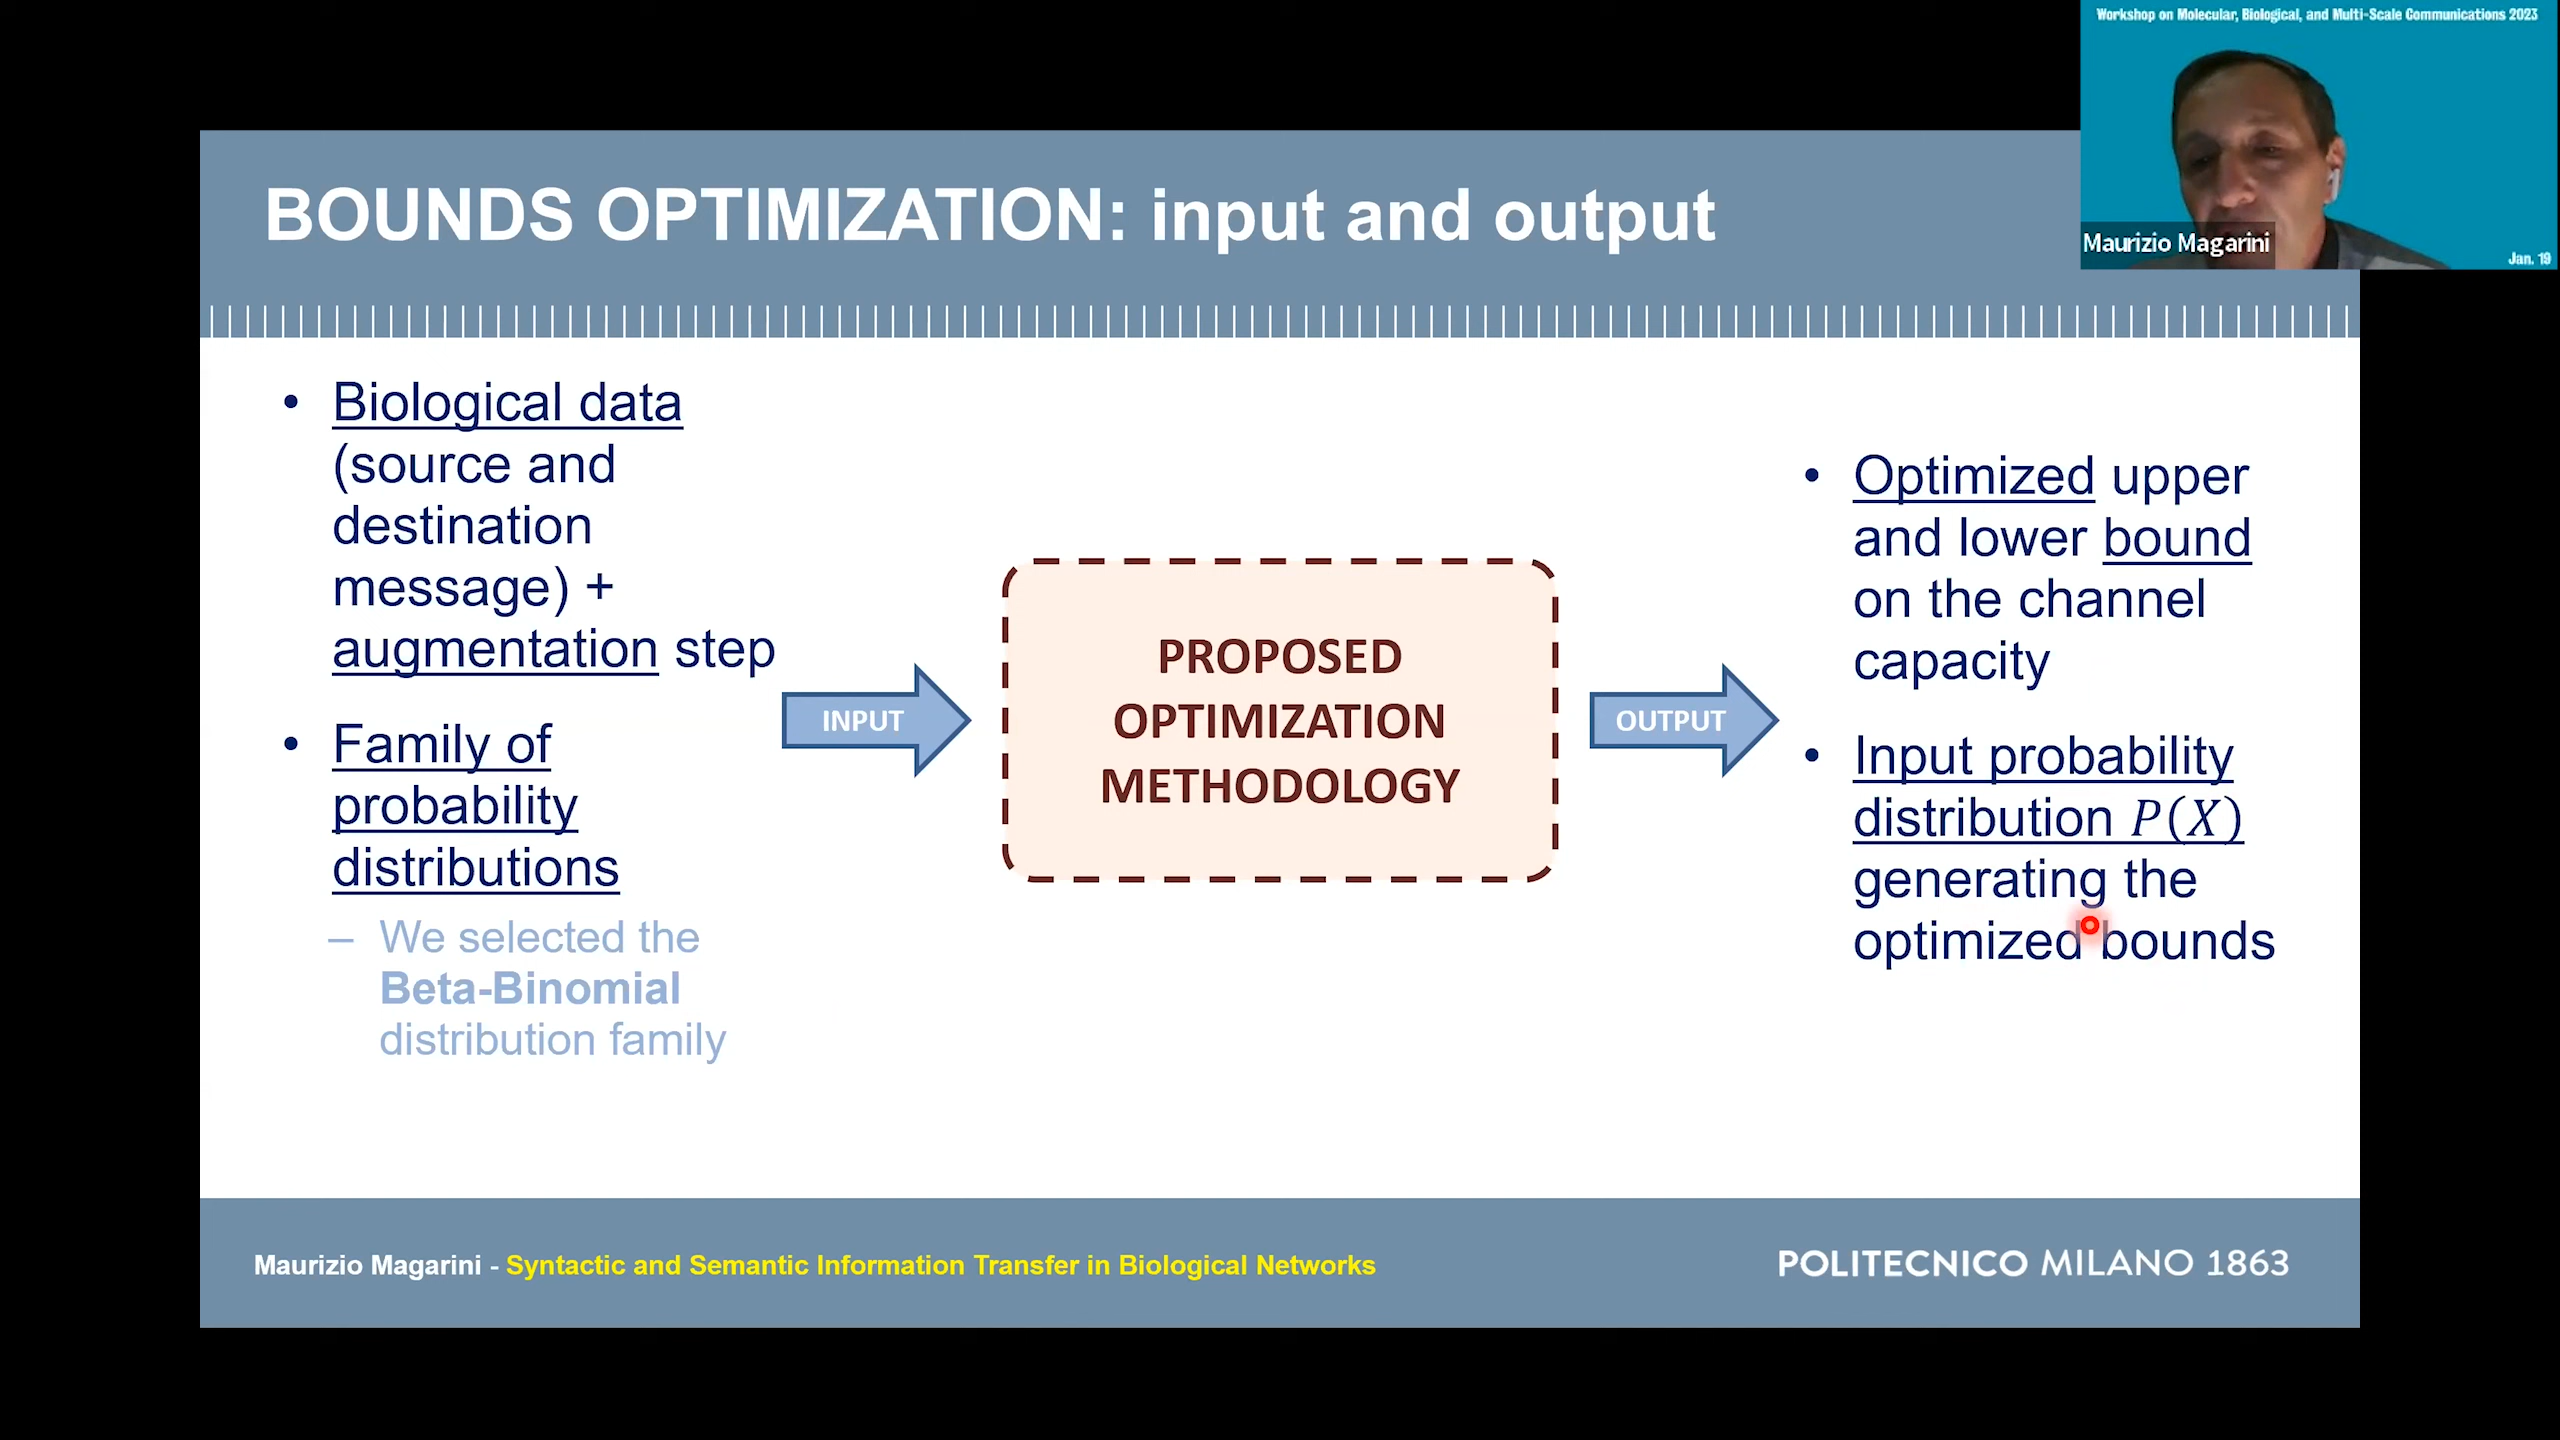 Workshop on Molecular, Biological, and Multi-Scale Communications 2023
Maurizio Magarini
Jan. 19
BOUNDS OPTIMIZATION: input and output
• Biological data
(source and
destination
message) +
augmentation step
• Family of
probability
distributions
– We selected the
Beta-Binomial
distribution family
INPUT
PROPOSED
OPTIMIZATION
METHODOLOGY
OUTPUT
• Optimized upper
and lower bound
on the channel
capacity
• Input probability
distribution P(X)
generating the
optimized bounds
Maurizio Magarini - Syntactic and Semantic Information Transfer in Biological Networks
POLITECNICO MILANO 1863